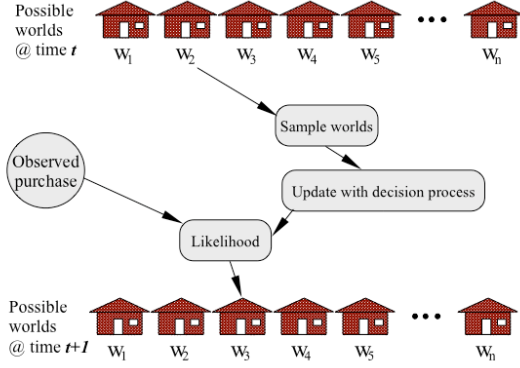 Possible
worlds
@ time t
W1 W2 W3 W4 W5 Wn
Sample worlds
Observed
purchase
Update with decision process
Likelihood
Possible
worlds
@ time t+1
W1 W2 W3 W4 W5 Wn